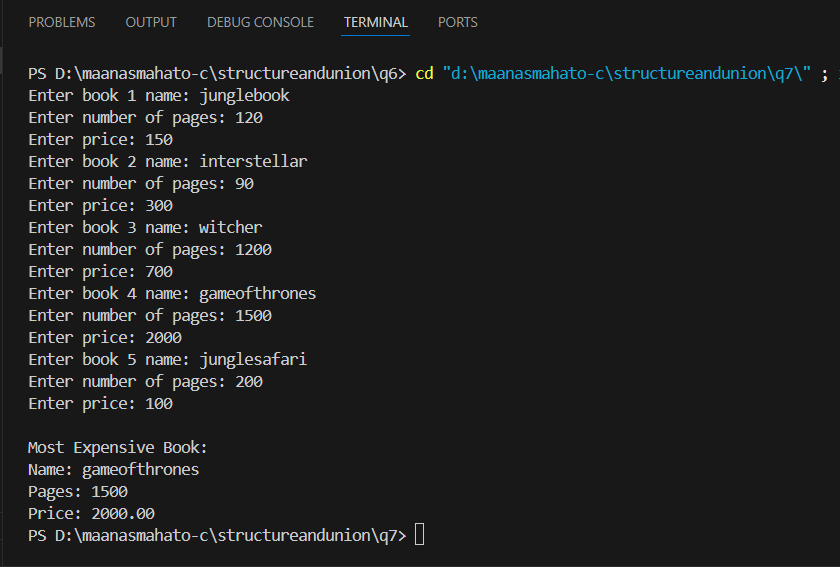 PROBLEMS OUTPUT DEBUG CONSOLE TERMINAL PORTS
PS D:\maanasmahato-c\structureandunion\q6> cd "d:\maanasmahato-c\structureandunion\q7\" ;
Enter book 1 name: junglebook
Enter number of pages: 120
Enter price: 150
Enter book 2 name: interstellar
Enter number of pages: 90
Enter price: 300
Enter book 3 name: witcher
Enter number of pages: 1200
Enter price: 700
Enter book 4 name: gameofthrones
Enter number of pages: 1500
Enter price: 2000
Enter book 5 name: junglesafari
Enter number of pages: 200
Enter price: 100
Most Expensive Book:
Name: gameofthrones
Pages: 1500
Price: 2000.00
PS D:\maanasmahato-c\structureandunion\q7>